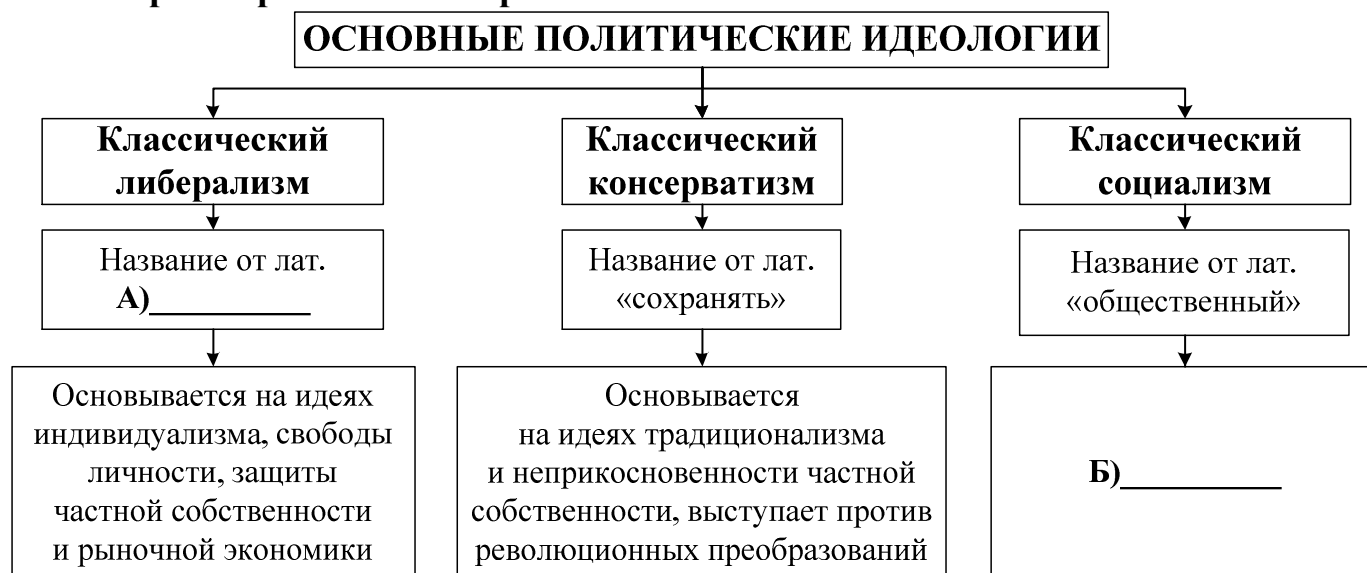 ОСНОВНЫЕ ПОЛИТИЧЕСКИЕ ИДЕОЛОГИИ
Классический
либерализм
Название от лат.
А)__________
Основывается на идеях
индивидуализма, свободы
личности, защиты
частной собственности
и рыночной экономики
Классический
консерватизм
Название от лат.
«сохранять»
Основывается
на идеях традиционализма
и неприкосновенности частной
собственности, выступает против
революционных преобразований
Классический
социализм
Название от лат.
«общественный»
Б)__________